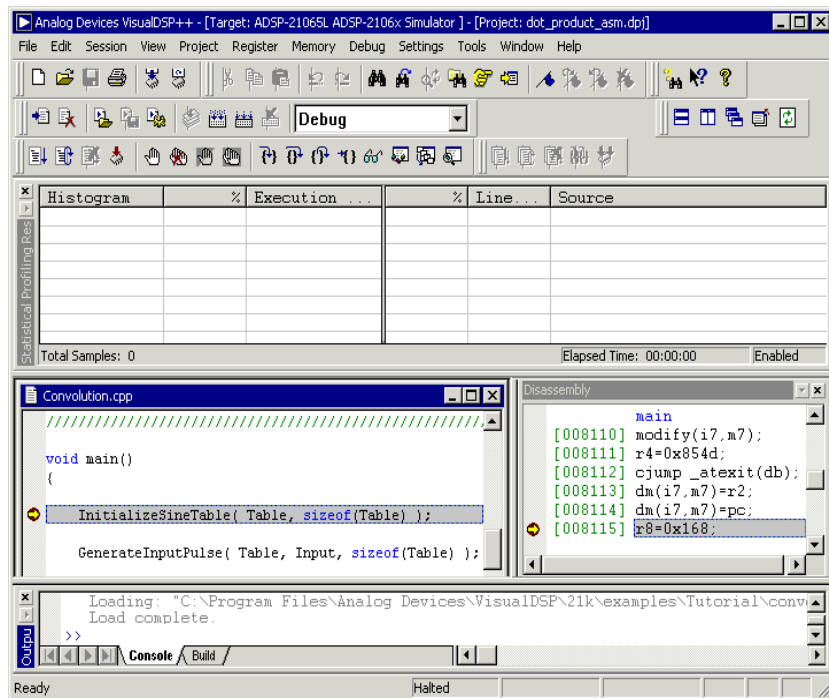 Analog Devices VisualDSP++ - [Target: ADSP-21065L ADSP-2106x Simulator ] - [Project: dot_product_asm.dpj]
File Edit Session View Project Register Memory Debug Settings Tools Window Help
Debug
Histogram % Execution ... % Line... Source
Statistical Profiling Res
Total Samples: 0 Elapsed Time: 00:00:00 Enabled
Convolution.cpp
////////////////////////////////////////////////////////////
void main()
{
InitializeSineTable( Table, sizeof(Table) );
GenerateInputPulse( Table, Input, sizeof(Table) );
Disassembly
main
[008110] modify(i7,m7);
[008111] r4=0x854d;
[008112] cjump _atexit(db);
[008113] dm(i7,m7)=r2;
[008114] dm(i7,m7)=pc;
[008115] r8=0x168;
Loading: "C:\Program Files\Analog Devices\VisualDSP\21k\examples\Tutorial\conv
Load complete.
>>
Outpu
Console Build
Ready Halted